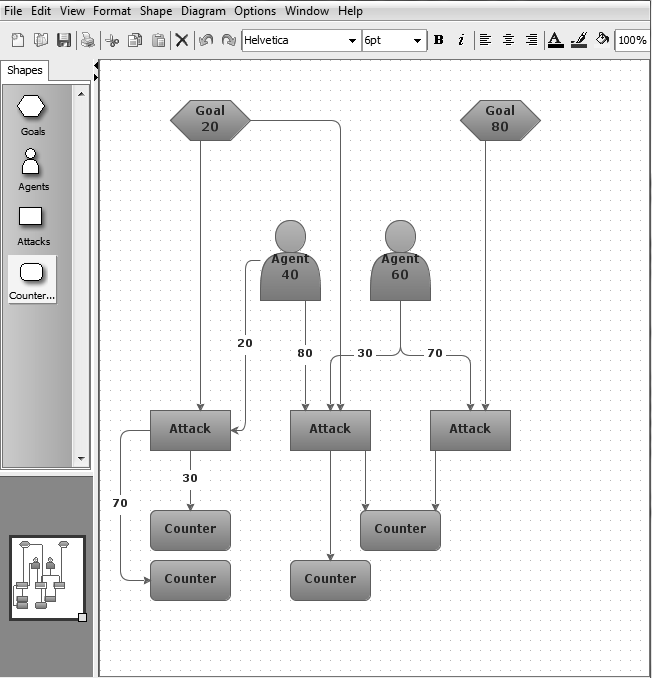 File Edit View Format Shape Diagram Options Window Help
Helvetica 6pt B i A 100%
Shapes
Goals
Agents
Attacks
Counter...
Goal
20
Goal
80
Agent
40
Agent
60
20 80 30 70
Attack Attack Attack
30
70
Counter Counter
Counter Counter